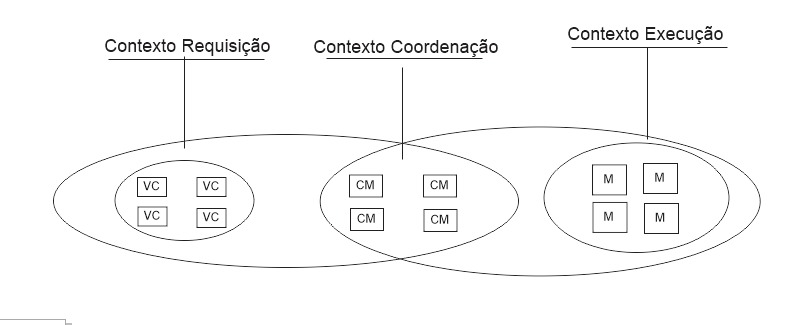 Contexto Requisição
Contexto Coordenação
Contexto Execução
VC VC
VC VC
CM CM
CM CM
M M
M M